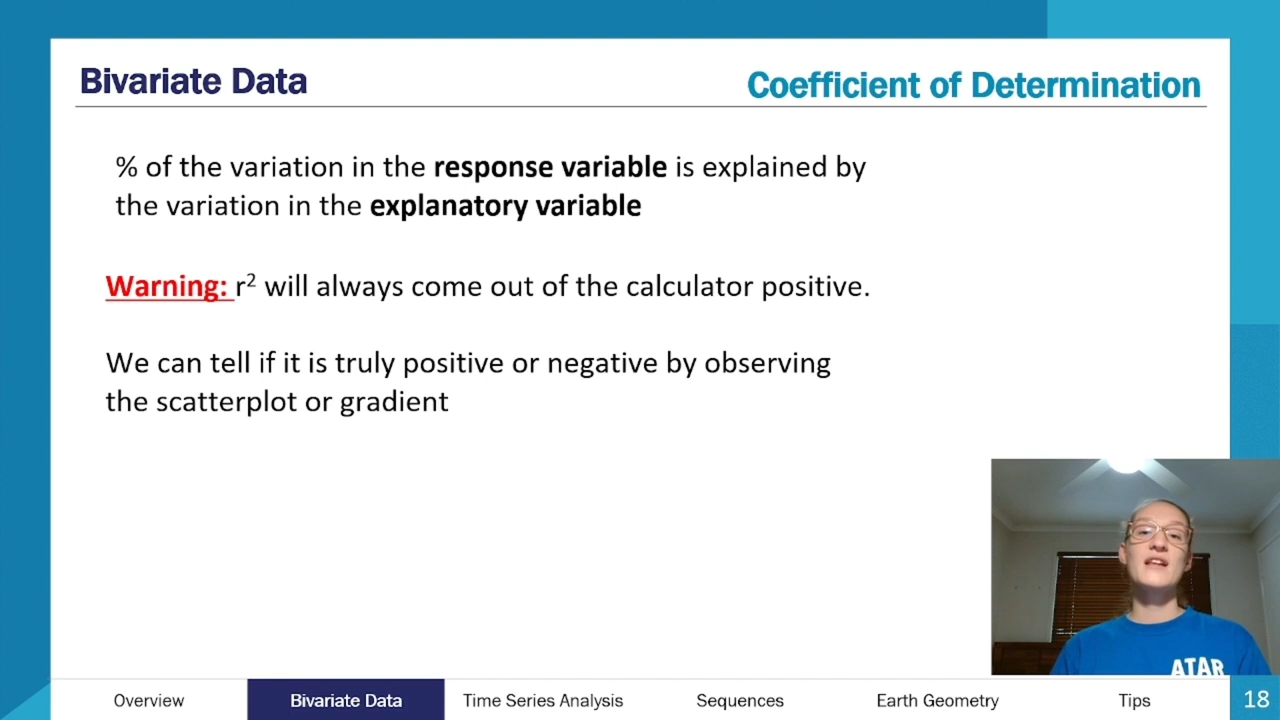 Bivariate Data
Coefficient of Determination
% of the variation in the response variable is explained by
the variation in the explanatory variable
Warning: r² will always come out of the calculator positive.
We can tell if it is truly positive or negative by observing
the scatterplot or gradient
ATAR
Overview
Bivariate Data
Time Series Analysis
Sequences
Earth Geometry
Tips
18